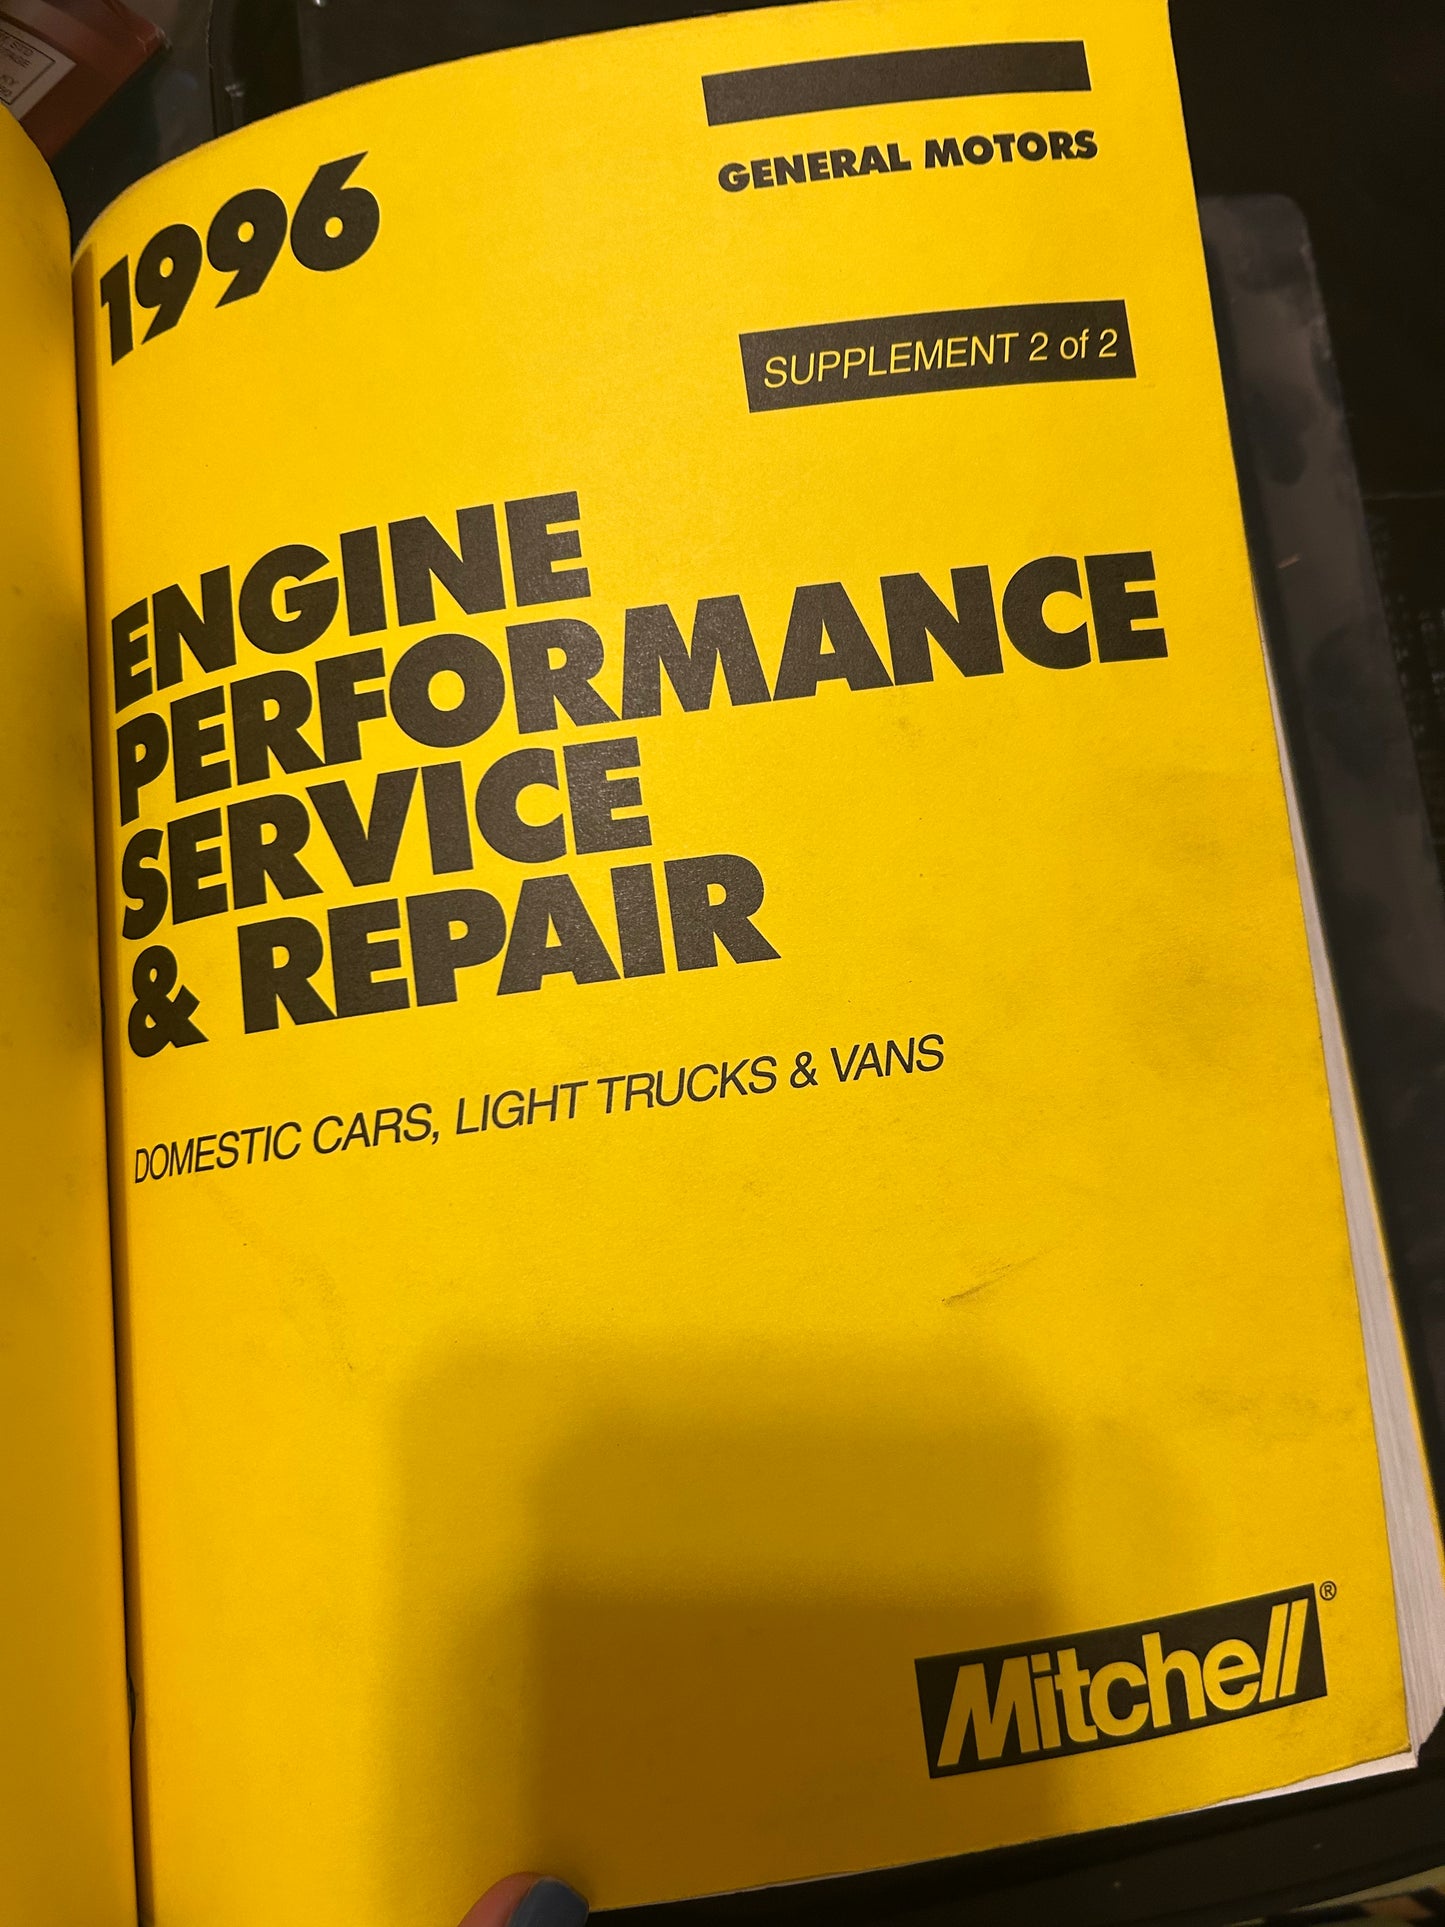 1996
GENERAL MOTORS
SUPPLEMENT 2 of 2
ENGINE
PERFORMANCE
SERVICE
& REPAIR
DOMESTIC CARS, LIGHT TRUCKS & VANS
Mitchell®